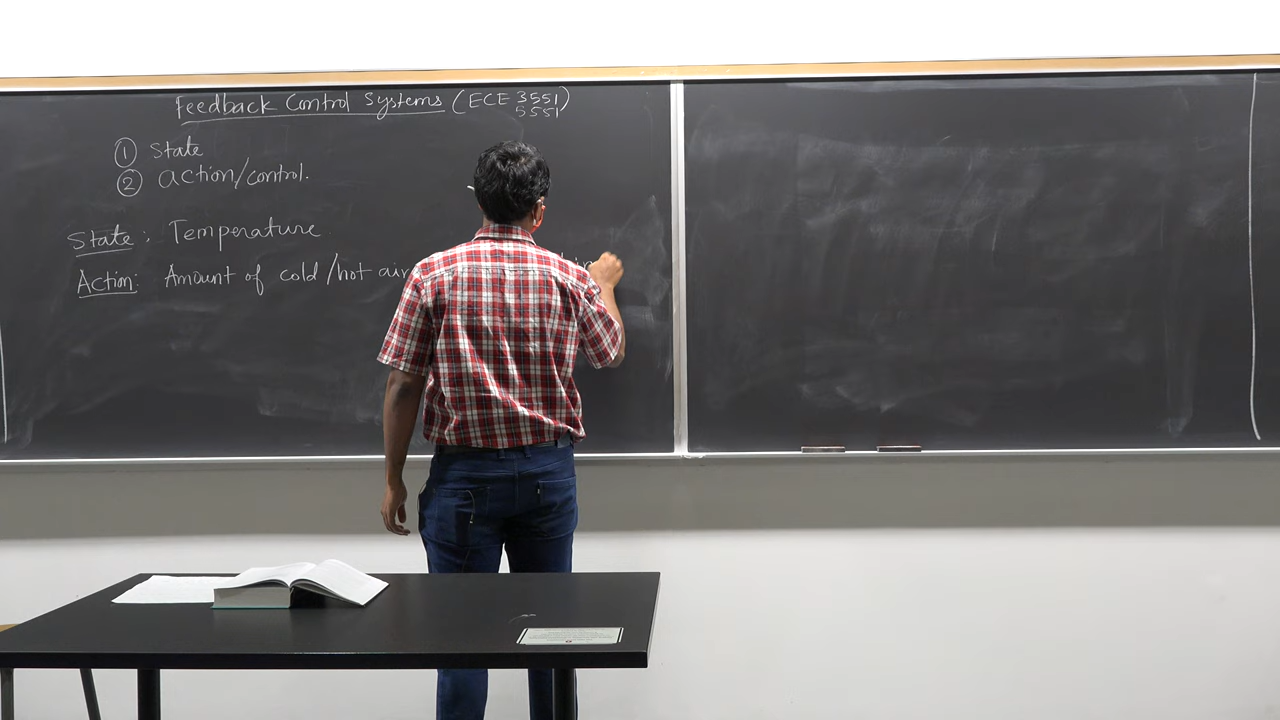 Feedback Control Systems (ECE 3551)
5551
① State
② action/control.
State: Temperature
Action: Amount of cold/hot air